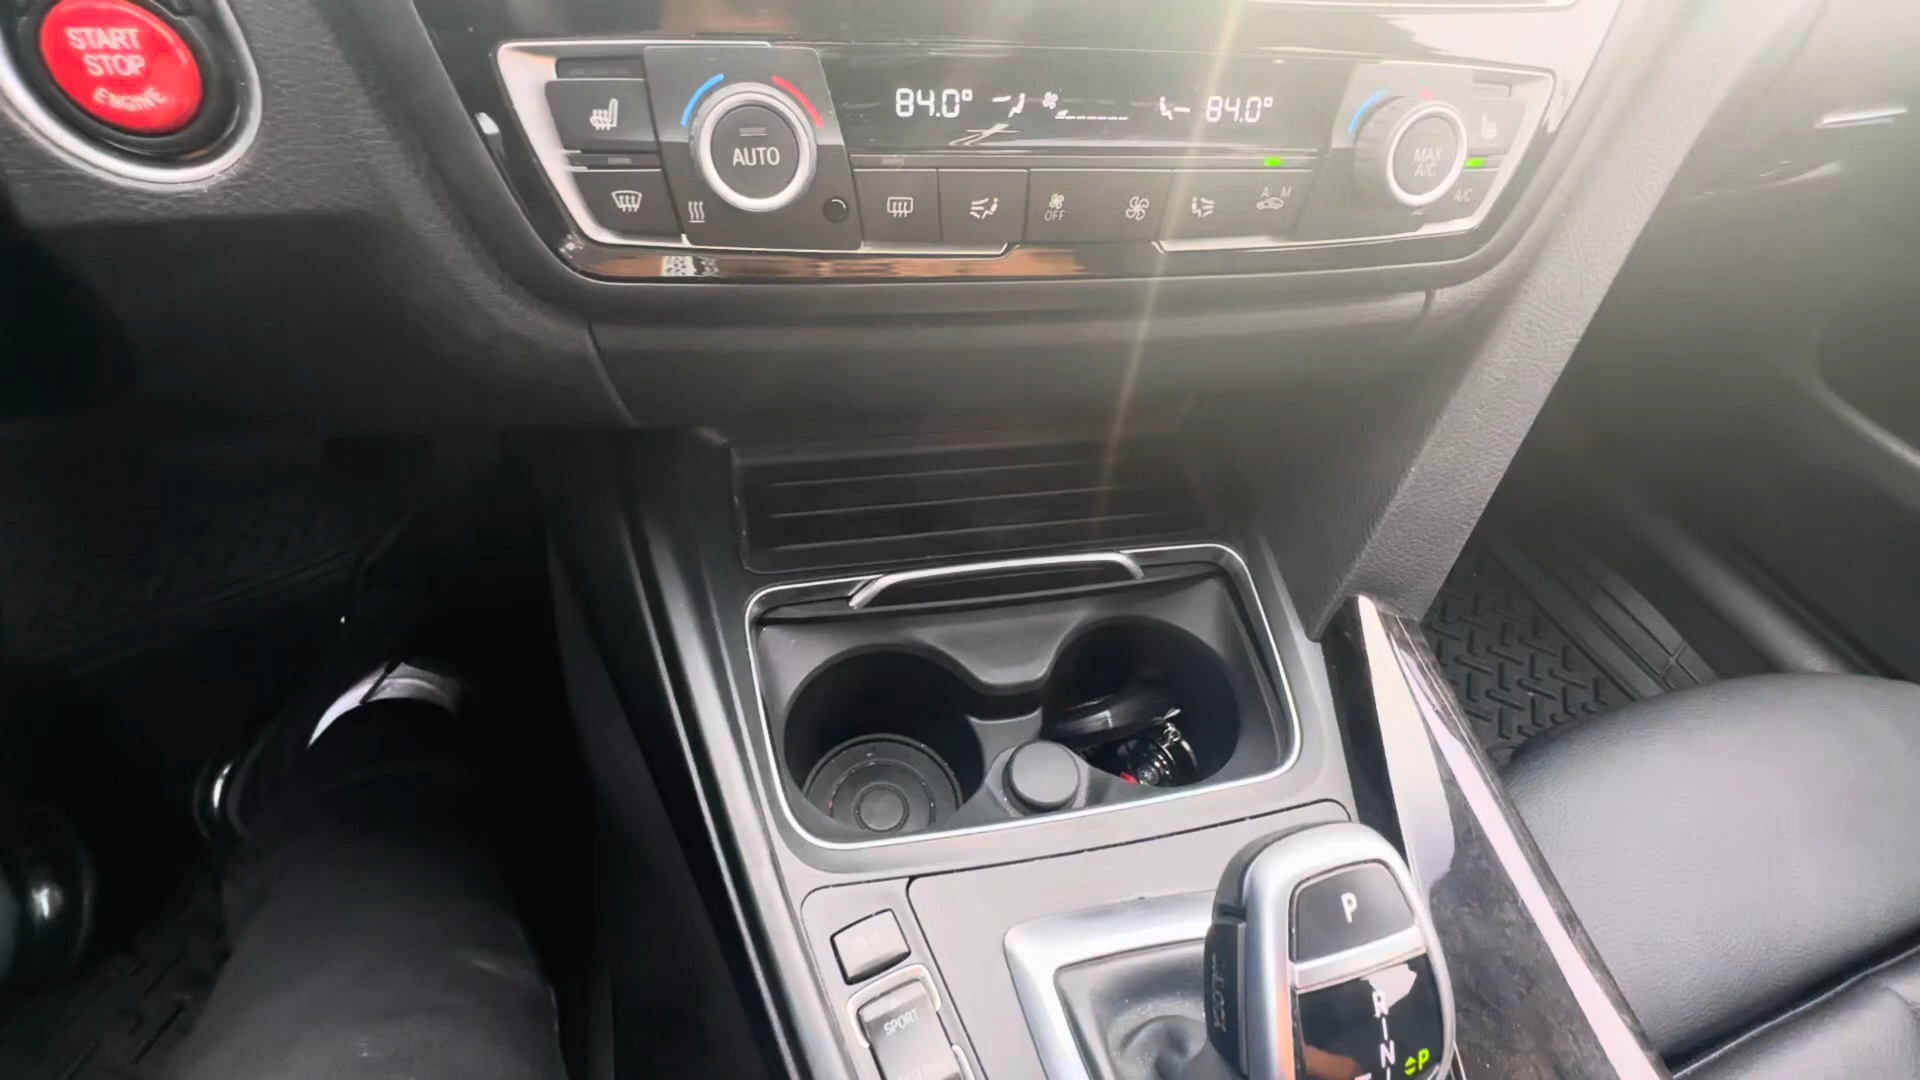 START
STOP
ENGINE
84.0°
84.0°
AUTO
MAX
A/C
OFF
A M
A/C
P
R
N
P
SPORT